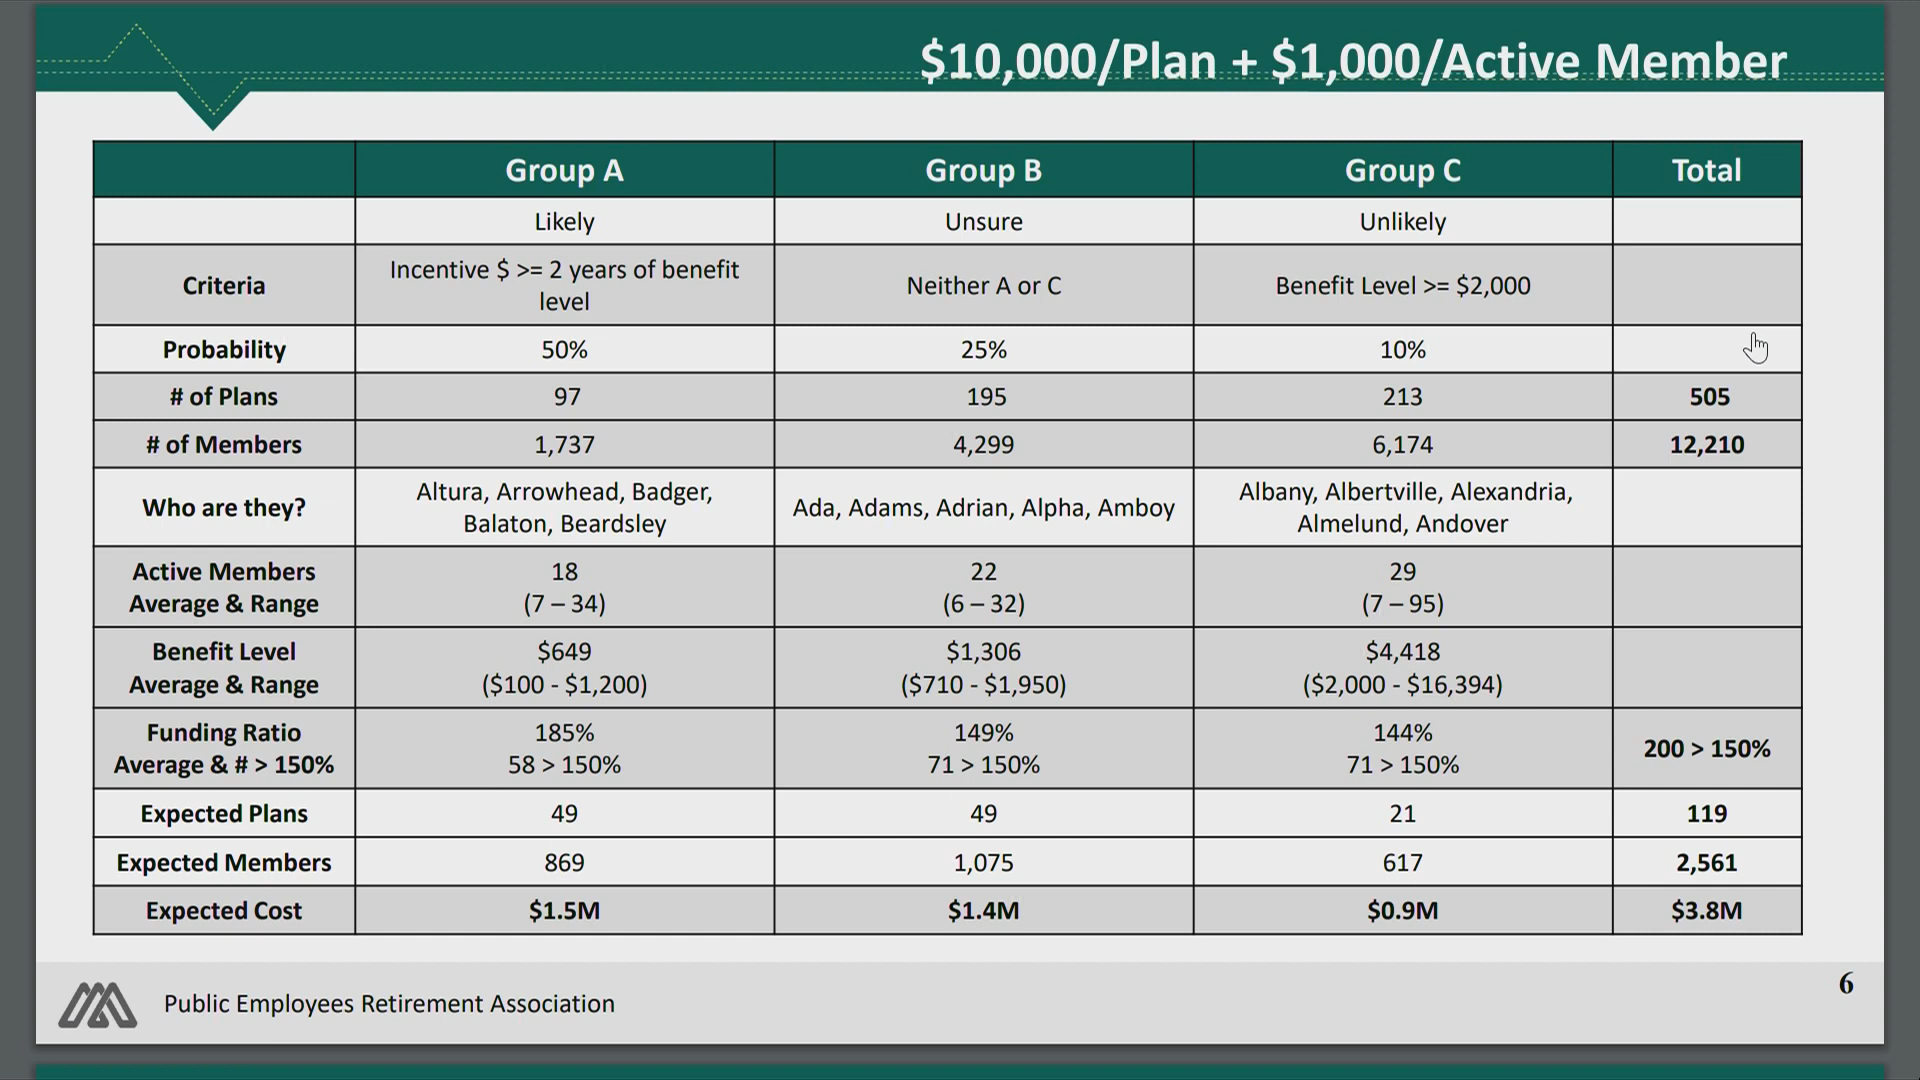 $10,000/Plan + $1,000/Active Member
Group A Group B Group C Total
Likely Unsure Unlikely
Criteria Incentive $ >= 2 years of benefit level Neither A or C Benefit Level >= $2,000
Probability 50% 25% 10%
# of Plans 97 195 213 505
# of Members 1,737 4,299 6,174 12,210
Who are they? Altura, Arrowhead, Badger, Balaton, Beardsley Ada, Adams, Adrian, Alpha, Amboy Albany, Albertville, Alexandria, Almelund, Andover
Active Members 18 22 29
Average & Range (7 – 34) (6 – 32) (7 – 95)
Benefit Level $649 $1,306 $4,418
Average & Range ($100 - $1,200) ($710 - $1,950) ($2,000 - $16,394)
Funding Ratio 185% 149% 144%
Average & # > 150% 58 > 150% 71 > 150% 71 > 150% 200 > 150%
Expected Plans 49 49 21 119
Expected Members 869 1,075 617 2,561
Expected Cost $1.5M $1.4M $0.9M $3.8M
Public Employees Retirement Association
6